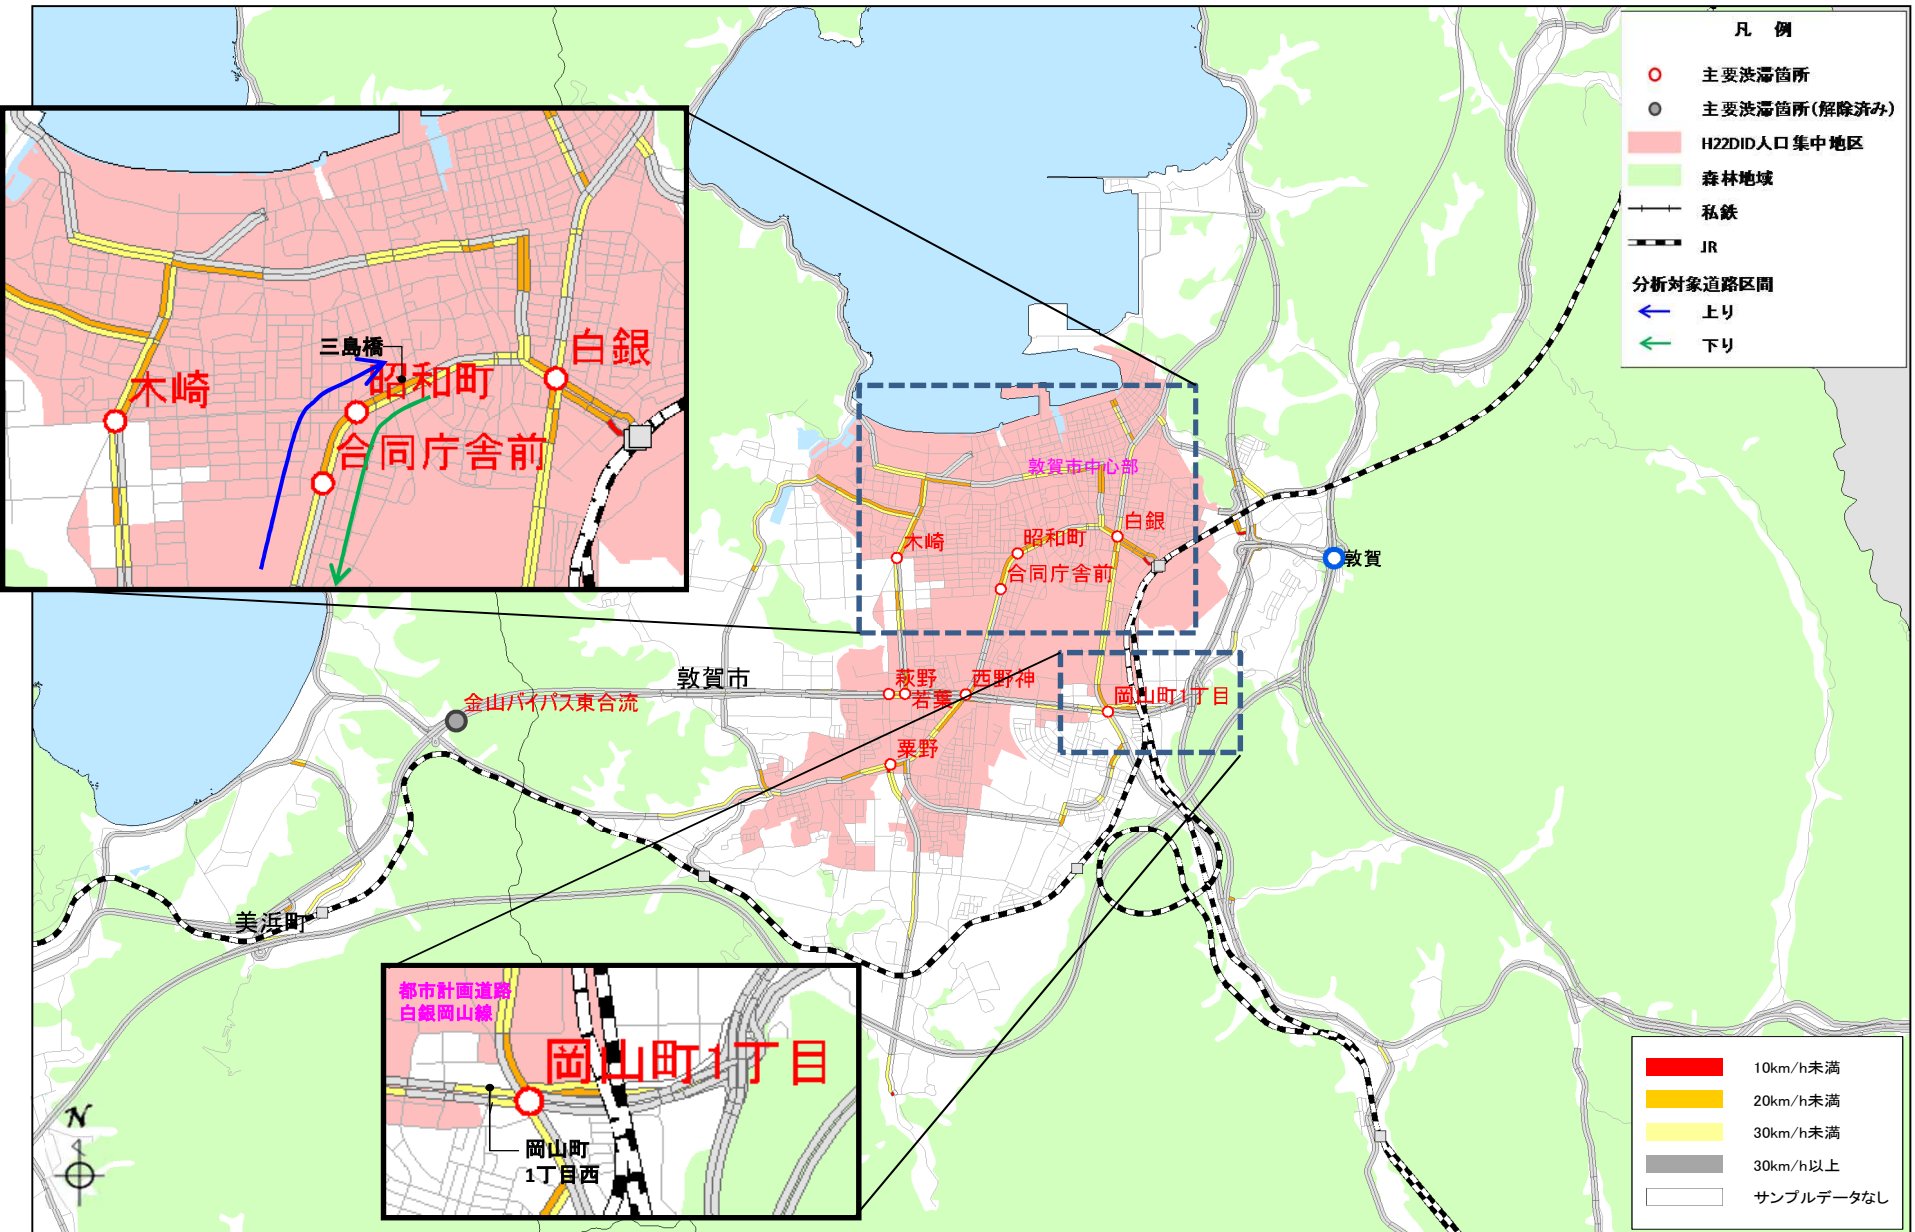 凡 例
主要渋滞箇所
主要渋滞箇所(解除済み)
H22DID人口集中地区
森林地域
私鉄
JR
分析対象道路区間
上り
下り
三島橋
白銀
昭和町
木崎
合同庁舎前
敦賀市中心部
白銀
昭和町
木崎
合同庁舎前
敦賀
敦賀市
萩野
若葉
西野神
岡山町1丁目
金山バイパス東合流
粟野
美浜町
都市計画道路
白銀岡山線
岡山町1丁目
岡山町
1丁目西
N
10km/h未満
20km/h未満
30km/h未満
30km/h以上
サンプルデータなし